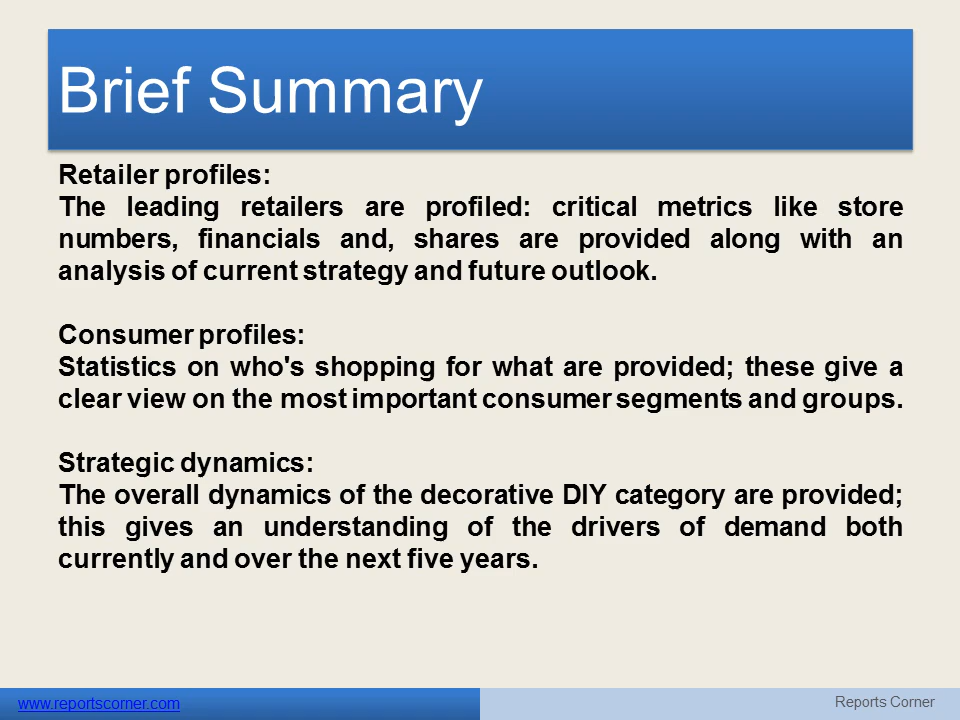 Brief Summary
Retailer profiles:
The leading retailers are profiled: critical metrics like store
numbers, financials and, shares are provided along with an
analysis of current strategy and future outlook.
Consumer profiles:
Statistics on who's shopping for what are provided; these give a
clear view on the most important consumer segments and groups.
Strategic dynamics:
The overall dynamics of the decorative DIY category are provided;
this gives an understanding of the drivers of demand both
currently and over the next five years.
www.reportscorner.com
Reports Corner